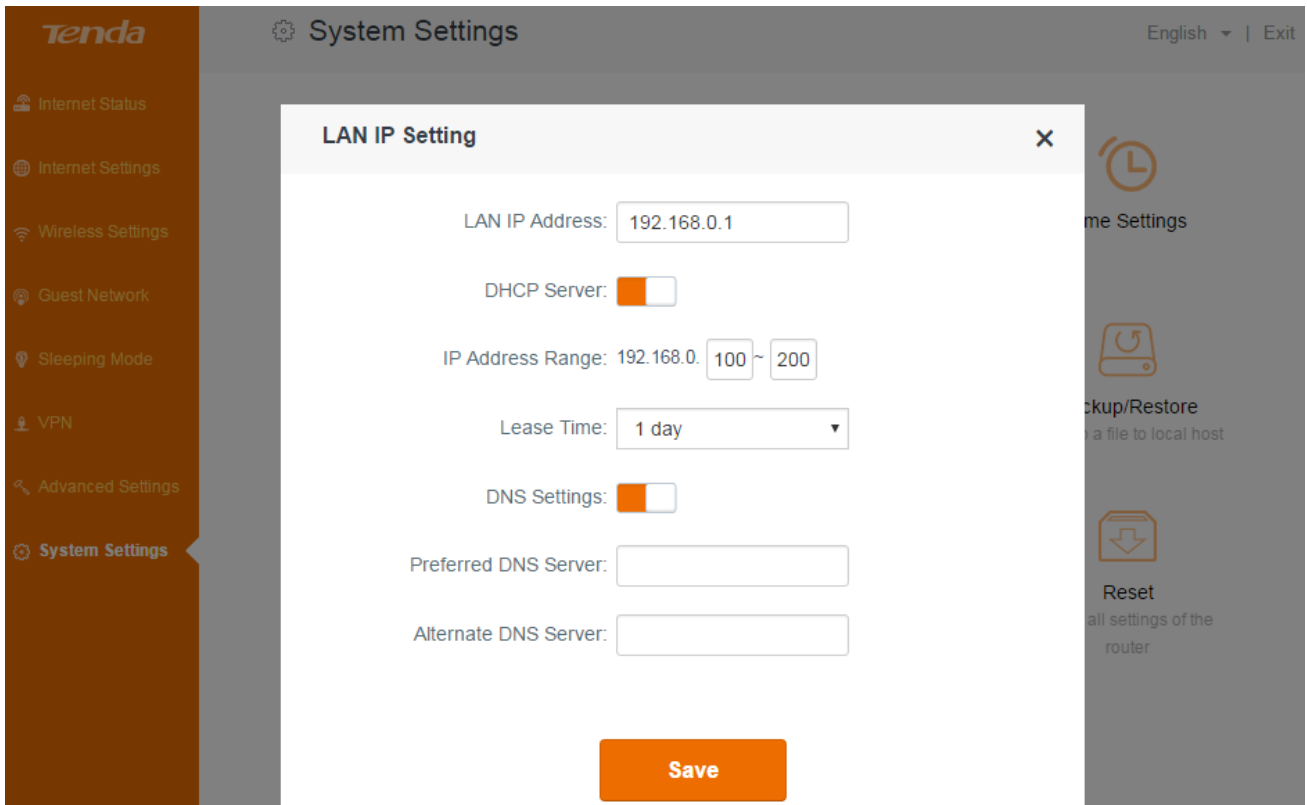 Tenda
System Settings
English | Exit
Internet Status
Internet Settings
Wireless Settings
Guest Network
Sleeping Mode
VPN
Advanced Settings
System Settings
LAN IP Setting
LAN IP Address: 192.168.0.1
DHCP Server:
IP Address Range: 192.168.0. 100 ~ 200
Lease Time: 1 day
DNS Settings:
Preferred DNS Server:
Alternate DNS Server:
Save
me Settings
ckup/Restore
a file to local host
Reset
all settings of the
router